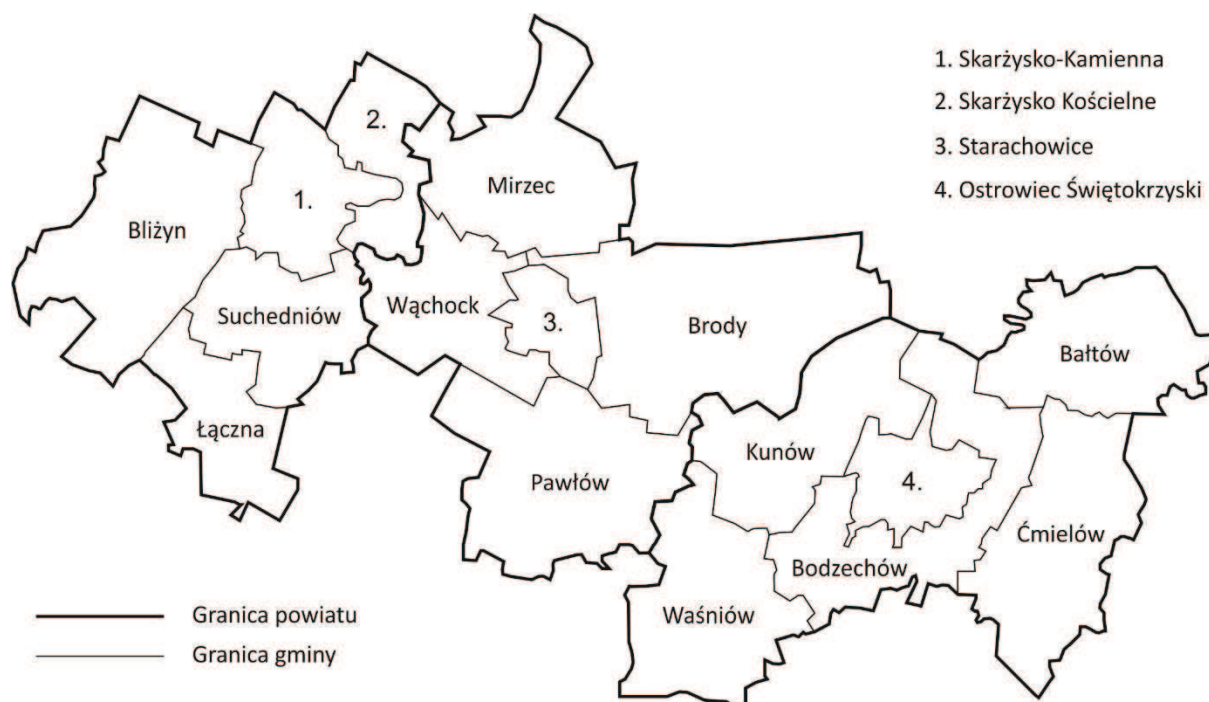 1. Skarżysko-Kamienna
2. Skarżysko Kościelne
3. Starachowice
4. Ostrowiec Świętokrzyski
2.
Mirzec
1.
Bliżyn
Suchedniów
Wąchock
3.
Brody
Bałtów
Łączna
Kunów
Pawłów
4.
Ćmielów
Bodzechów
Waśniów
Granica powiatu
Granica gminy